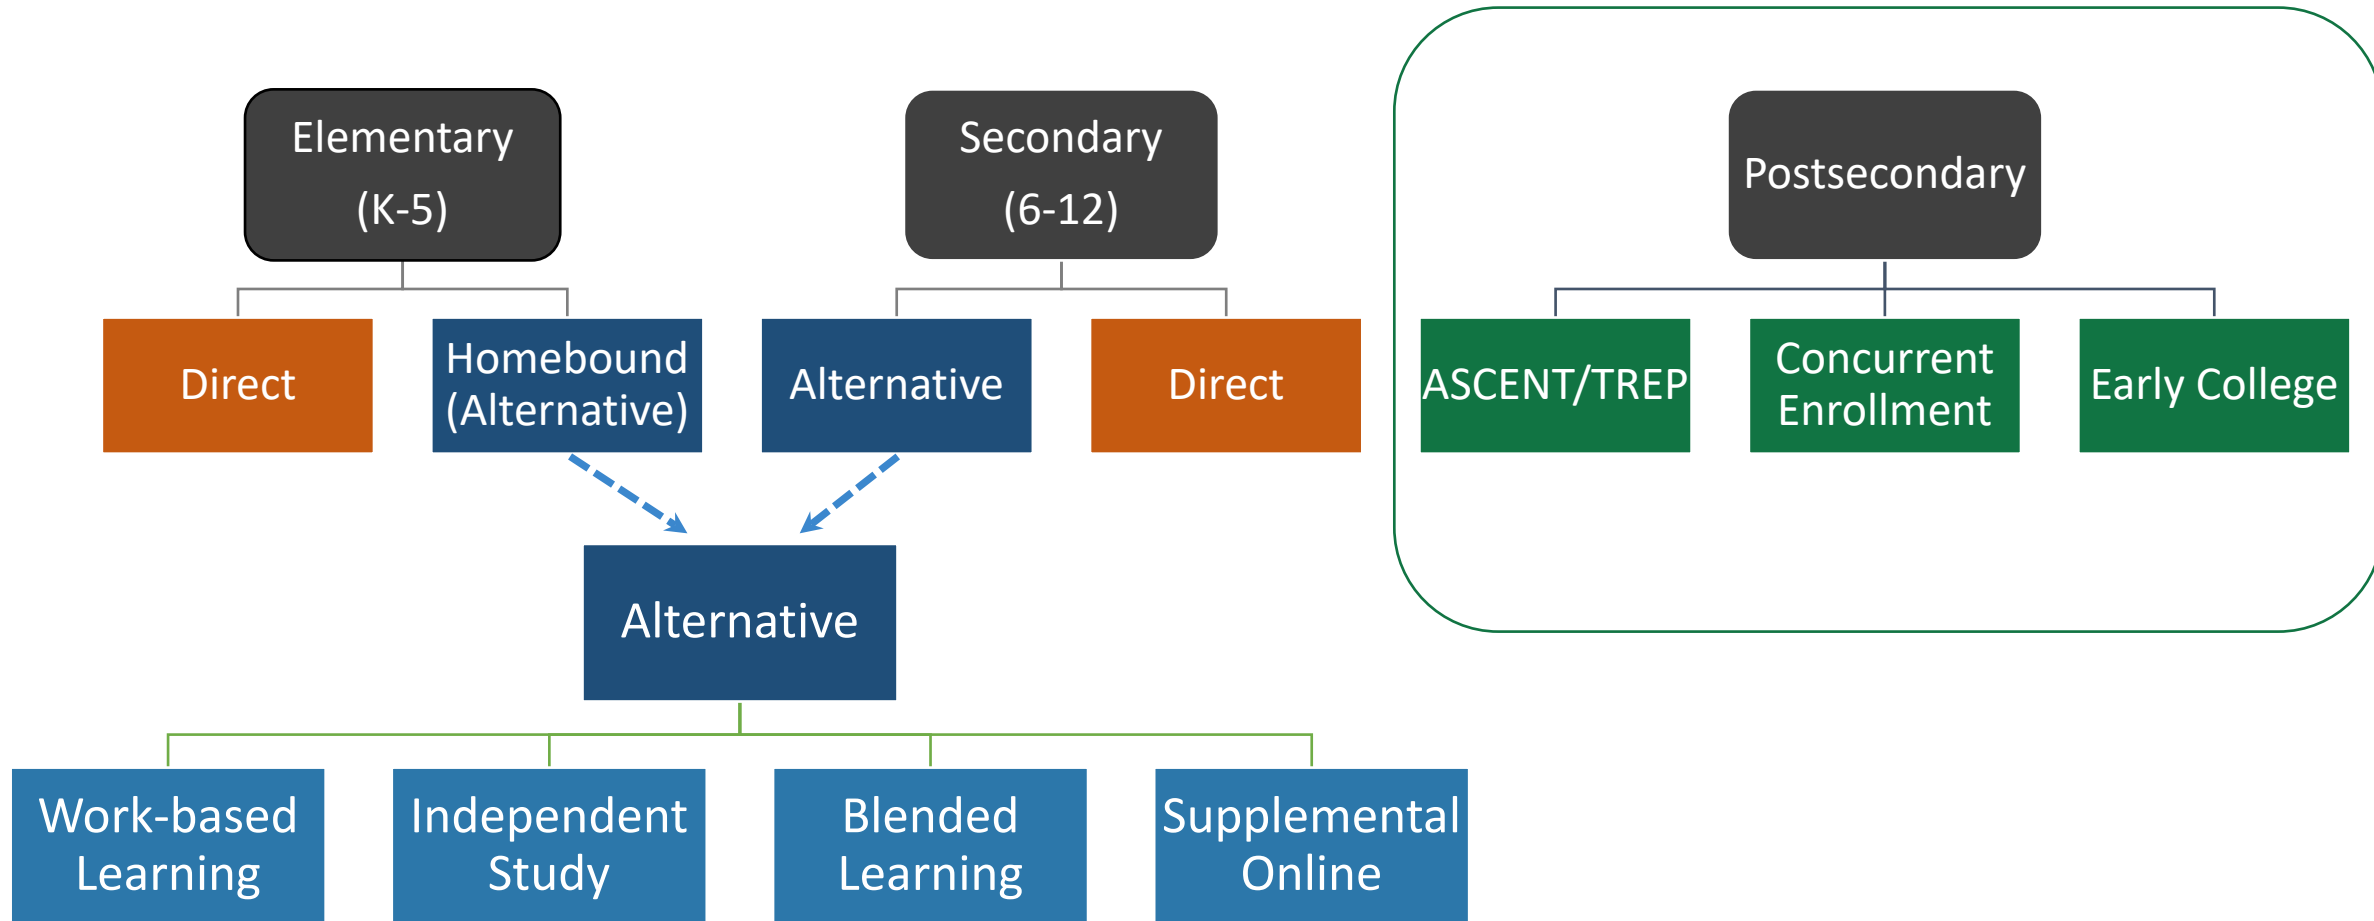 Elementary
(K-5)
Secondary
(6-12)
Postsecondary
Direct
Homebound
(Alternative)
Alternative
Direct
ASCENT/TREP
Concurrent
Enrollment
Early College
Alternative
Work-based
Learning
Independent
Study
Blended
Learning
Supplemental
Online